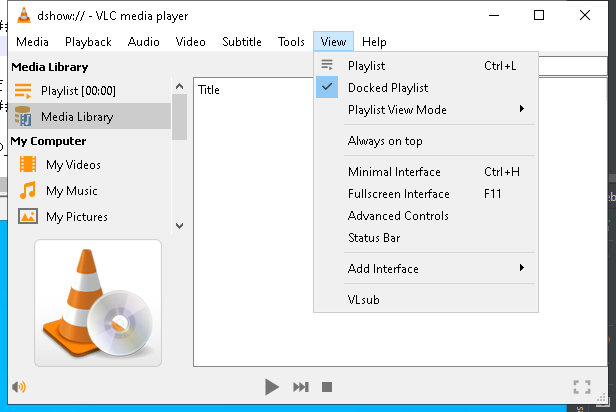 dshow:// - VLC media player
Media Playback Audio Video Subtitle Tools View Help
Media Library
Playlist [00:00]
Media Library
My Computer
My Videos
My Music
My Pictures
Title
Playlist Ctrl+L
Docked Playlist
Playlist View Mode
Always on top
Minimal Interface Ctrl+H
Fullscreen Interface F11
Advanced Controls
Status Bar
Add Interface
VLsub